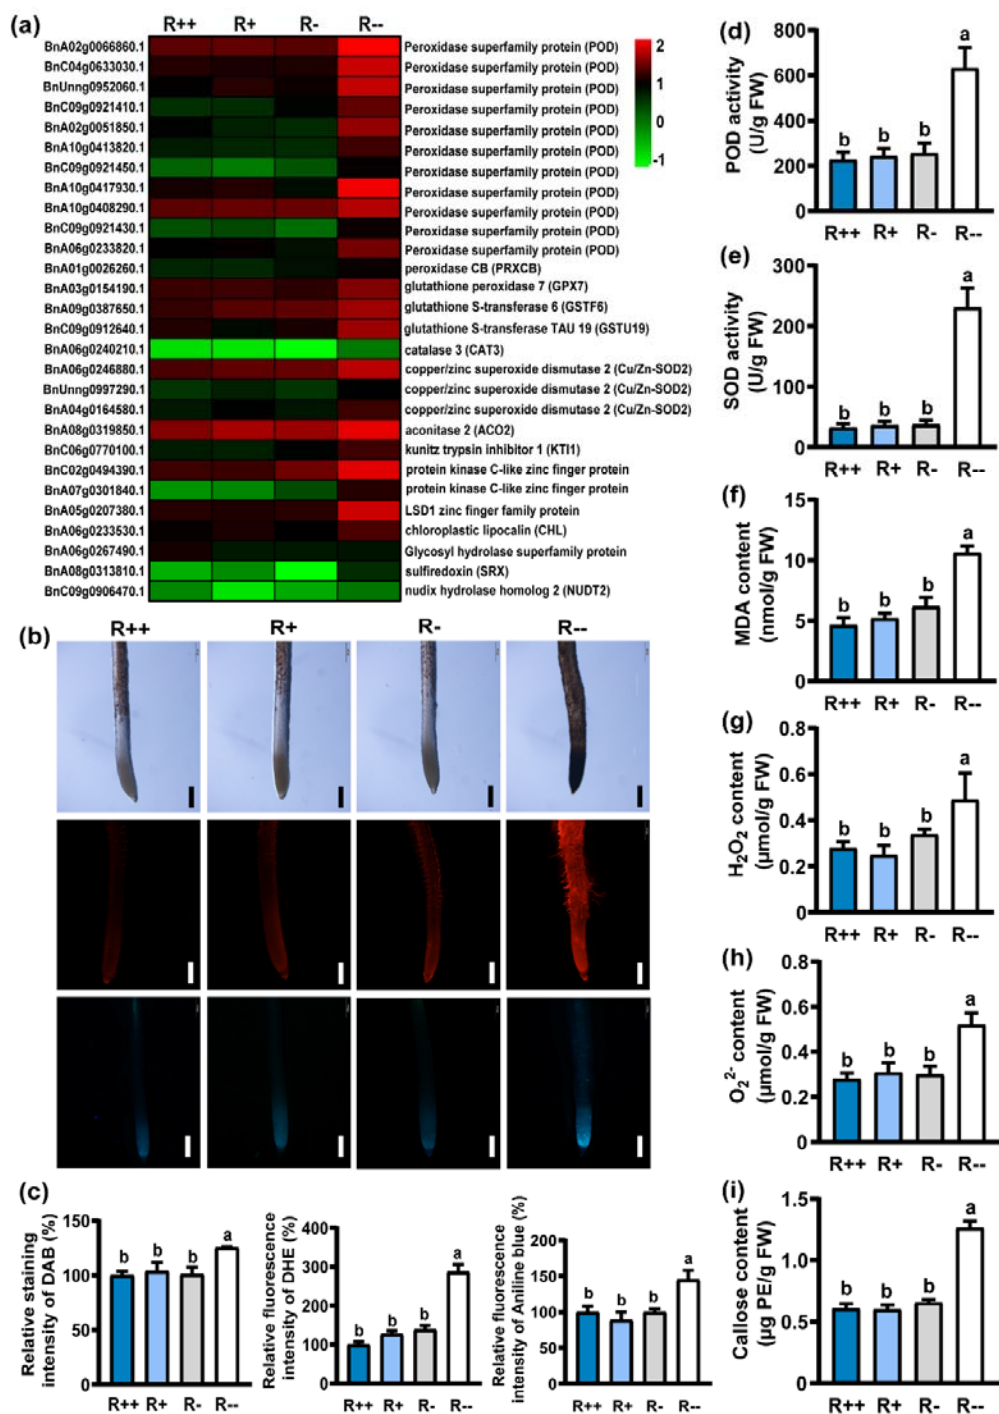 (a)
R++ R+ R- R--
BnA02g0066860.1 Peroxidase superfamily protein (POD)
BnC04g0633030.1 Peroxidase superfamily protein (POD)
BnUnng0952060.1 Peroxidase superfamily protein (POD)
BnC09g0921410.1 Peroxidase superfamily protein (POD)
BnA02g0051850.1 Peroxidase superfamily protein (POD)
BnA10g0413820.1 Peroxidase superfamily protein (POD)
BnC09g0921450.1 Peroxidase superfamily protein (POD)
BnA10g0417930.1 Peroxidase superfamily protein (POD)
BnA10g0408290.1 Peroxidase superfamily protein (POD)
BnC09g0921430.1 Peroxidase superfamily protein (POD)
BnA06g0233820.1 Peroxidase superfamily protein (POD)
BnA01g0026260.1 peroxidase CB (PRXCB)
BnA03g0154190.1 glutathione peroxidase 7 (GPX7)
BnA09g0387650.1 glutathione S-transferase 6 (GSTF6)
BnC09g0912640.1 glutathione S-transferase TAU 19 (GSTU19)
BnA06g0240210.1 catalase 3 (CAT3)
BnA06g0246880.1 copper/zinc superoxide dismutase 2 (Cu/Zn-SOD2)
BnUnng0997290.1 copper/zinc superoxide dismutase 2 (Cu/Zn-SOD2)
BnA04g0164580.1 copper/zinc superoxide dismutase 2 (Cu/Zn-SOD2)
BnA08g0319850.1 aconitase 2 (ACO2)
BnC06g0770100.1 kunitz trypsin inhibitor 1 (KTI1)
BnC02g0494390.1 protein kinase C-like zinc finger protein
BnA07g0301840.1 protein kinase C-like zinc finger protein
BnA05g0207380.1 LSD1 zinc finger family protein
BnA06g0233530.1 chloroplastic lipocalin (CHL)
BnA06g0267490.1 Glycosyl hydrolase superfamily protein
BnA08g0313810.1 sulfiredoxin (SRX)
BnC09g0906470.1 nudix hydrolase homolog 2 (NUDT2)
2
1
0
-1
(b)
R++ R+ R- R--
(c)
Relative staining
intensity of DAB (%)
150
100
50
0
b b b a
R++ R+ R- R--
Relative fluorescence
intensity of DHE (%)
400
300
200
100
0
b b b a
R++ R+ R- R--
Relative fluorescence
intensity of Aniline blue (%)
200
150
100
50
0
b b b a
R++ R+ R- R--
(d)
POD activity
(U/g FW)
800
600
400
200
0
b b b a
R++ R+ R- R--
(e)
SOD activity
(U/g FW)
300
200
100
0
b b b a
R++ R+ R- R--
(f)
MDA content
(nmol/g FW)
15
10
5
0
b b b a
R++ R+ R- R--
(g)
H₂O₂ content
(μmol/g FW)
0.8
0.6
0.4
0.2
0
b b b a
R++ R+ R- R--
(h)
O₂²⁻ content
(μmol/g FW)
0.8
0.6
0.4
0.2
0
b b b a
R++ R+ R- R--
(i)
Callose content
(μg PE/g FW)
1.5
1.0
0.5
0
b b b a
R++ R+ R- R--